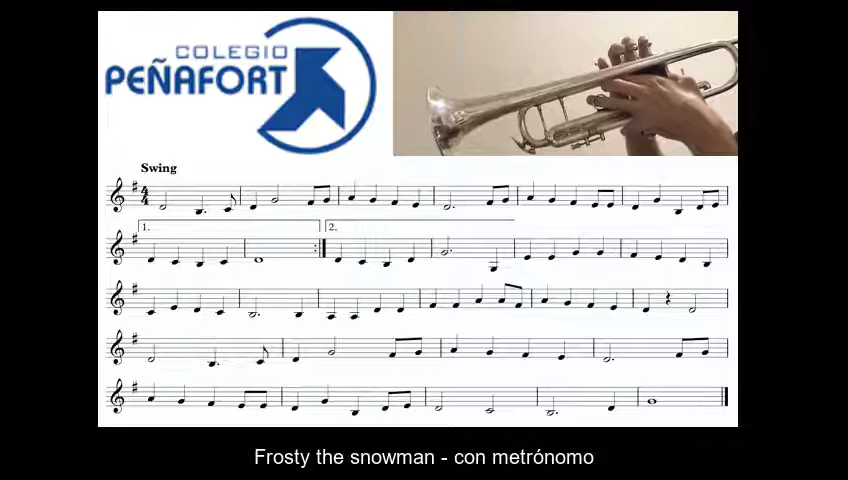 COLEGIO
PEÑAFORT
Swing
1.
2.
Frosty the snowman - con metrónomo